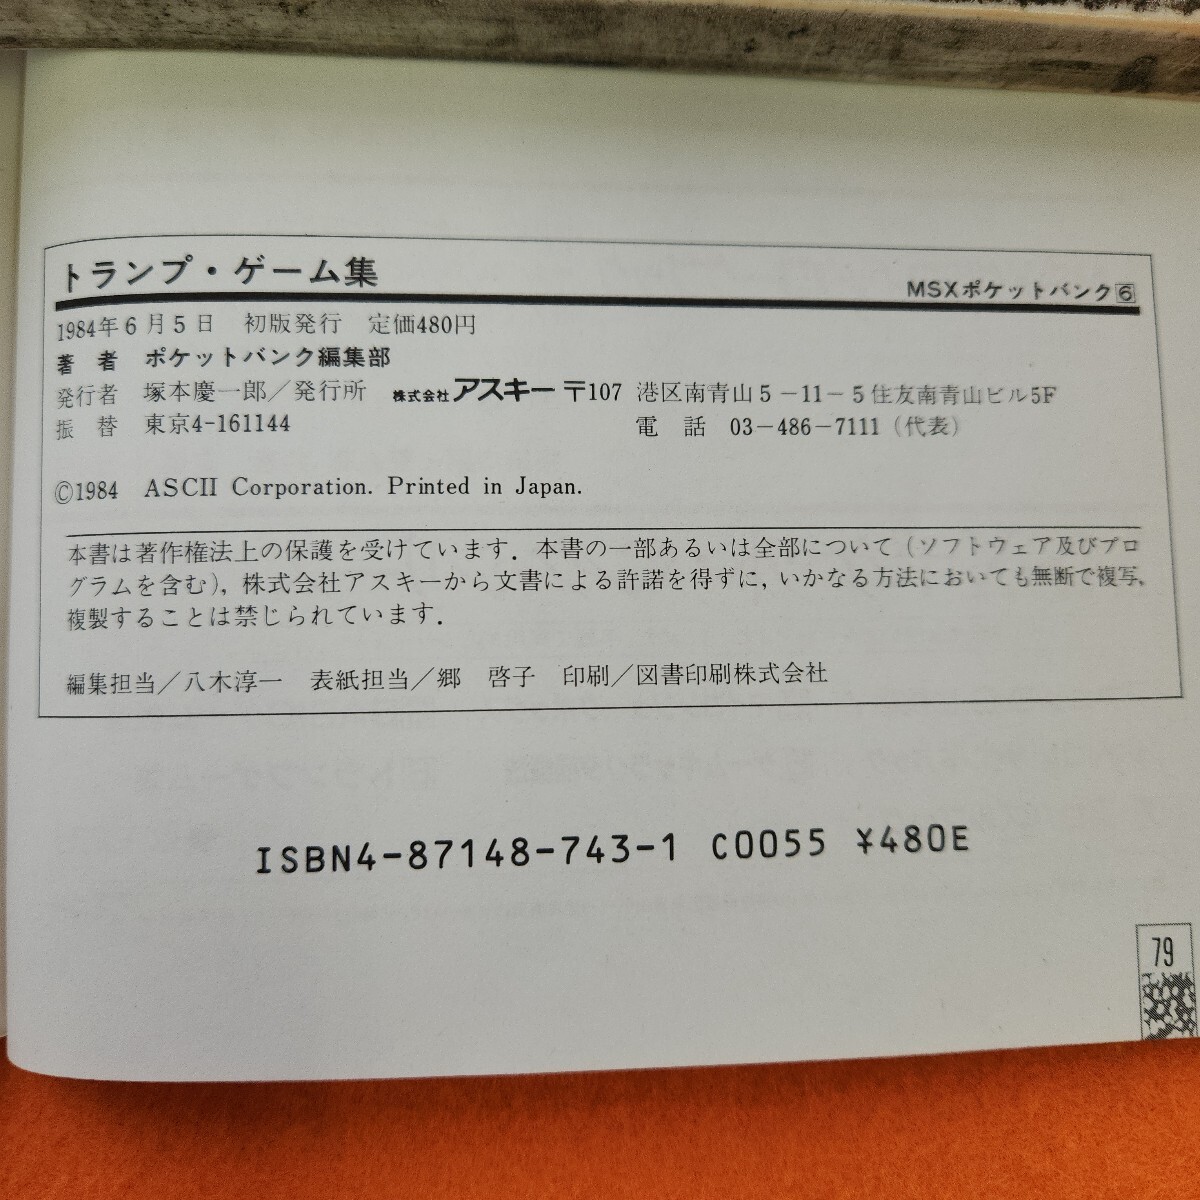 トランプ・ゲーム集
MSXポケットバンク6
1984年6月5日 初版発行 定価480円
著 者 ポケットバンク編集部
発行者 塚本慶一郎／発行所 株式会社アスキー 〒107 港区南青山5－11－5住友南青山ビル5F
振 替 東京4-161144 電 話 03－486－7111（代表）
©1984 ASCII Corporation. Printed in Japan.
本書は著作権法上の保護を受けています．本書の一部あるいは全部について（ソフトウェア及びプロ
グラムを含む），株式会社アスキーから文書による許諾を得ずに，いかなる方法においても無断で複写，
複製することは禁じられています．
編集担当／八木淳一 表紙担当／郷 啓子 印刷／図書印刷株式会社
ISBN4-87148-743-1 C0055 ¥480E
79